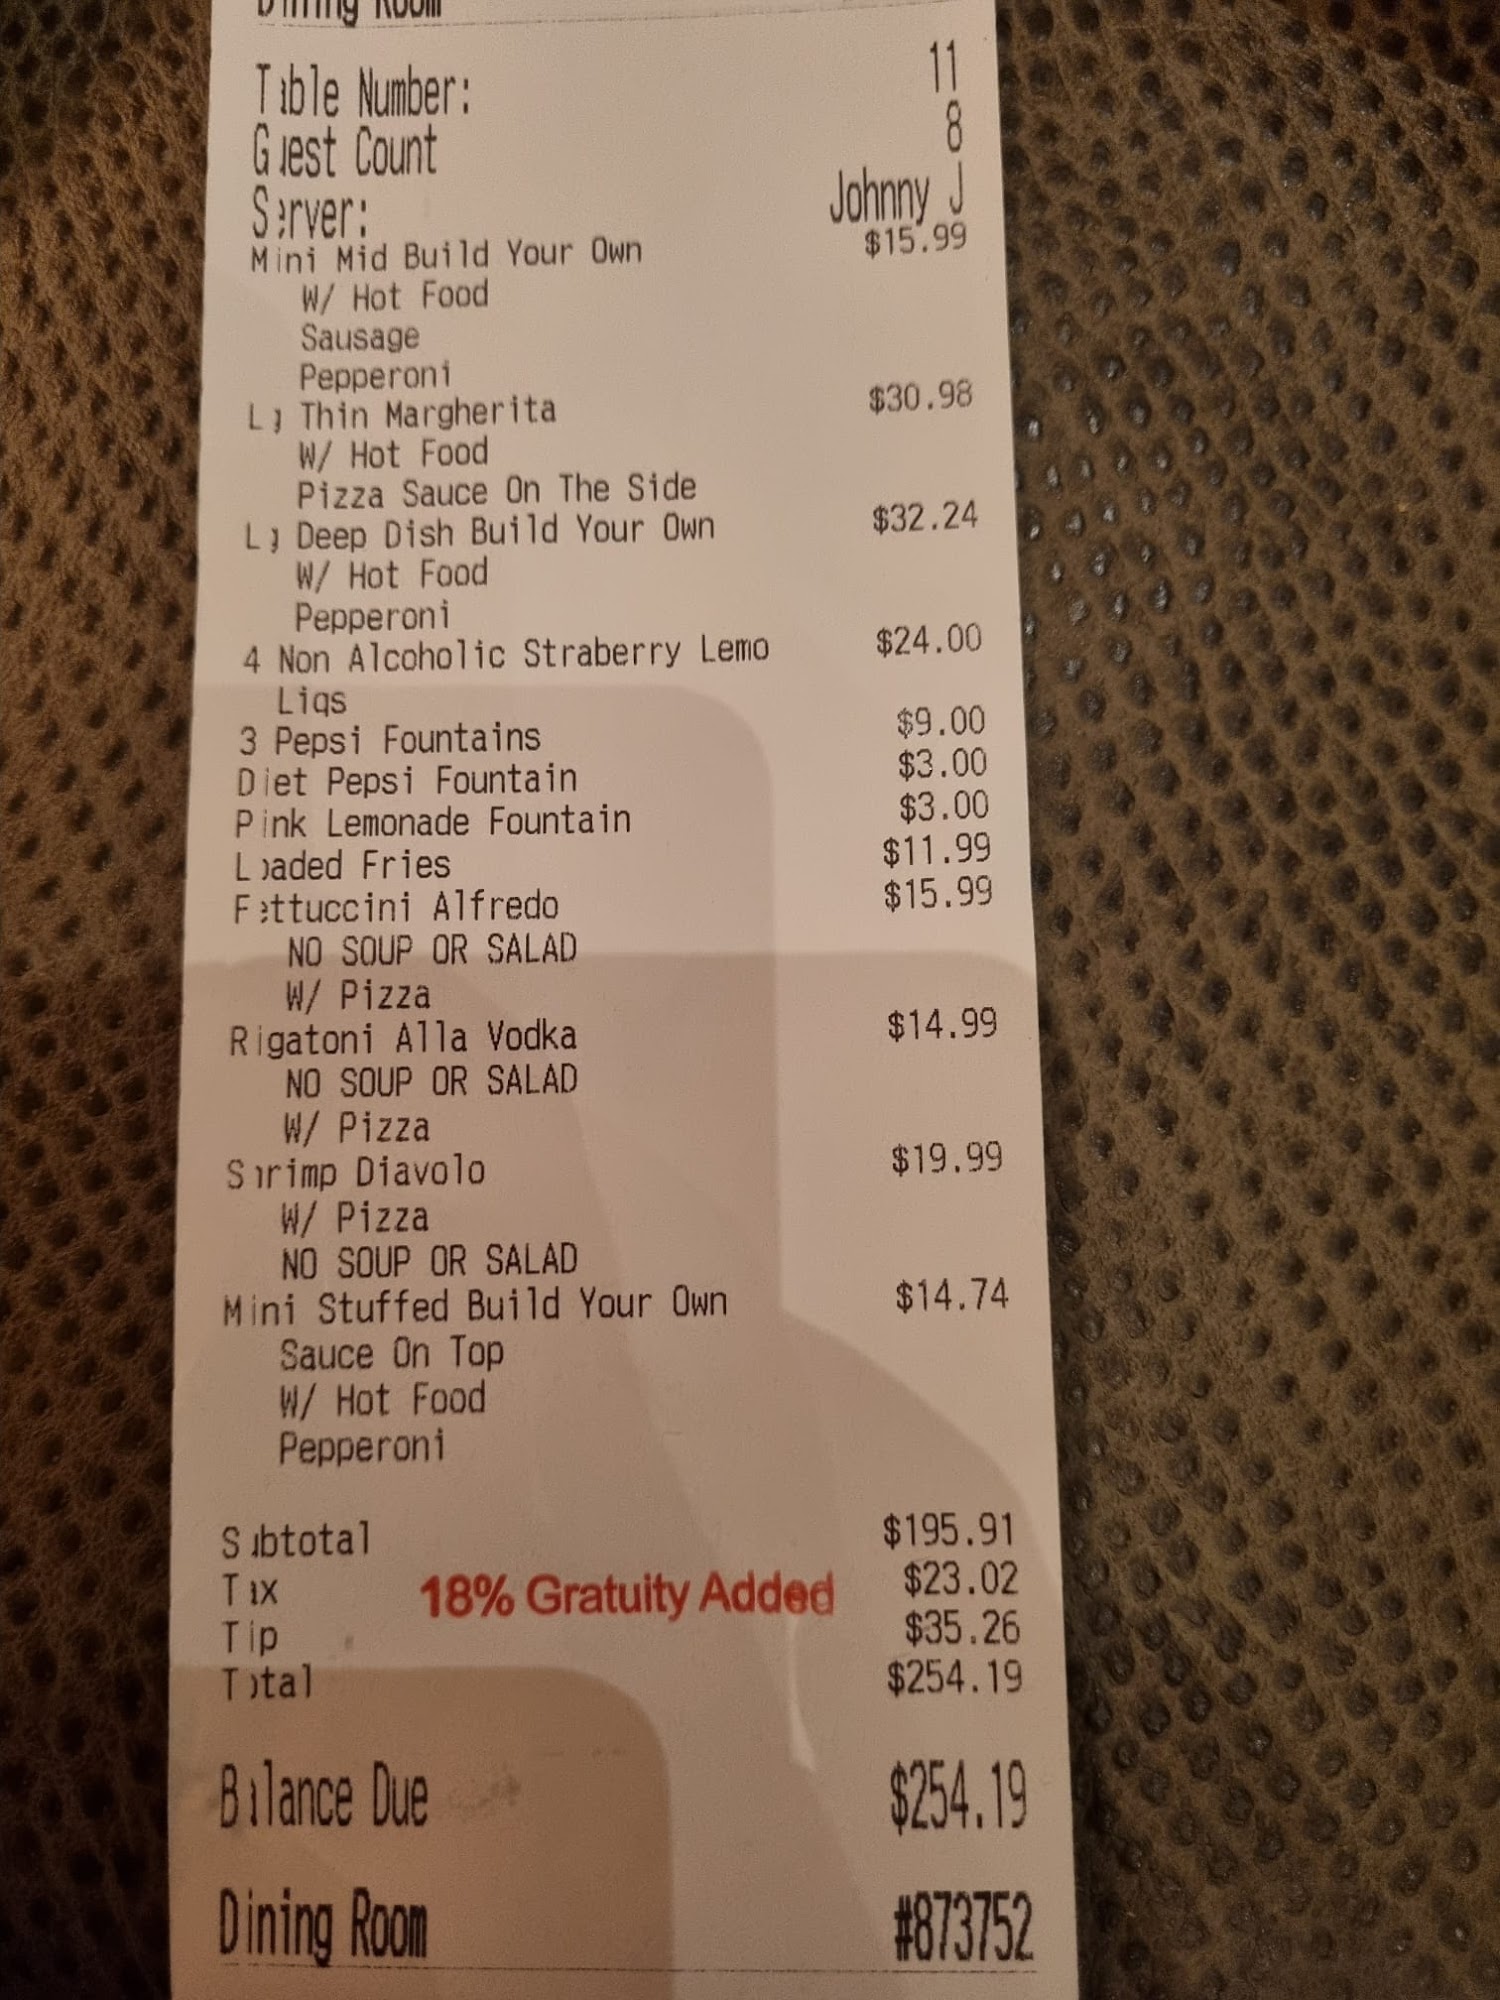 Dining Room
Table Number: 11
Guest Count 8
Server: Johnny J
Mini Mid Build Your Own $15.99
W/ Hot Food
Sausage
Pepperoni
Lg Thin Margherita $30.98
W/ Hot Food
Pizza Sauce On The Side
Lg Deep Dish Build Your Own $32.24
W/ Hot Food
Pepperoni
4 Non Alcoholic Straberry Lemo $24.00
Liqs
3 Pepsi Fountains $9.00
Diet Pepsi Fountain $3.00
Pink Lemonade Fountain $3.00
Loaded Fries $11.99
Fettuccini Alfredo $15.99
NO SOUP OR SALAD
W/ Pizza
Rigatoni Alla Vodka $14.99
NO SOUP OR SALAD
W/ Pizza
Shrimp Diavolo $19.99
W/ Pizza
NO SOUP OR SALAD
Mini Stuffed Build Your Own $14.74
Sauce On Top
W/ Hot Food
Pepperoni
Subtotal $195.91
Tax 18% Gratuity Added $23.02
Tip $35.26
Total $254.19
Balance Due $254.19
Dining Room #873752